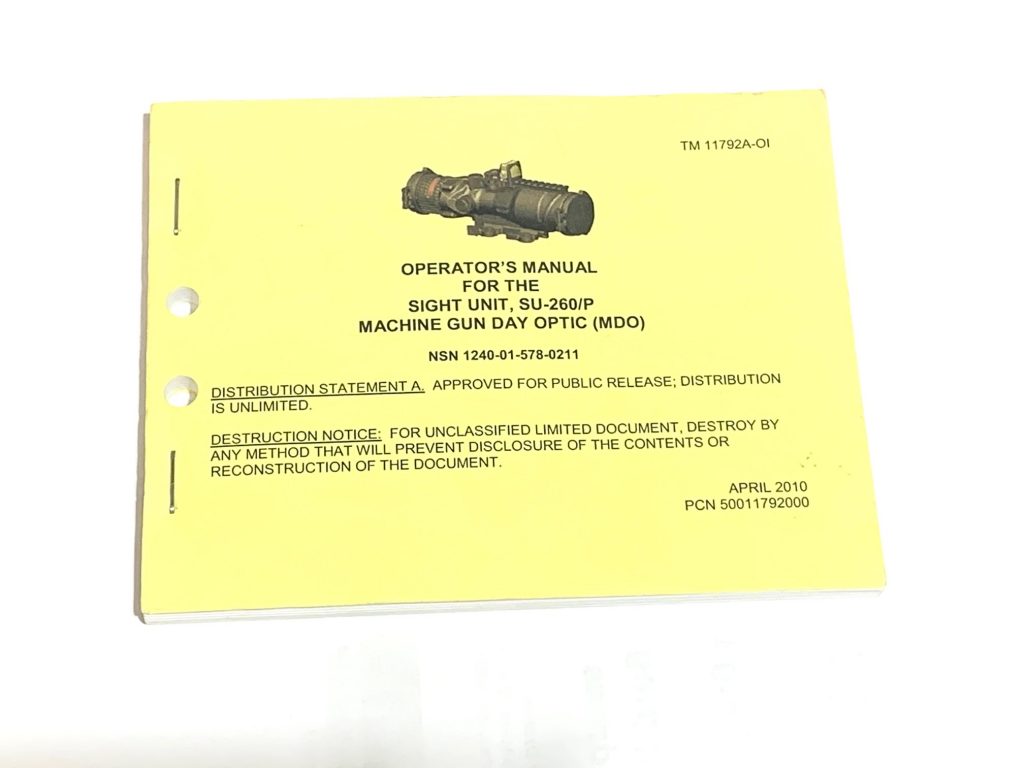 TM 11792A-OI
OPERATOR'S MANUAL
FOR THE
SIGHT UNIT, SU-260/P
MACHINE GUN DAY OPTIC (MDO)
NSN 1240-01-578-0211
DISTRIBUTION STATEMENT A. APPROVED FOR PUBLIC RELEASE; DISTRIBUTION
IS UNLIMITED.
DESTRUCTION NOTICE: FOR UNCLASSIFIED LIMITED DOCUMENT, DESTROY BY
ANY METHOD THAT WILL PREVENT DISCLOSURE OF THE CONTENTS OR
RECONSTRUCTION OF THE DOCUMENT.
APRIL 2010
PCN 50011792000